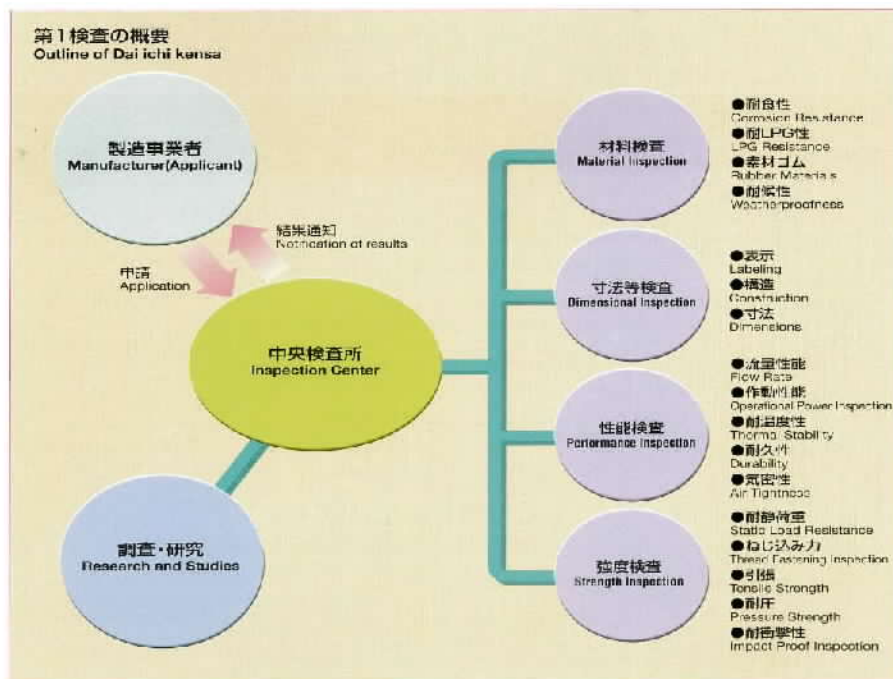 第1検査の概要
Outline of Dai ichi kensa
製造事業者
Manufacturer(Applicant)
結果通知
Notification of results
申請
Application
中央検査所
Inspection Center
調査・研究
Research and Studies
材料検査
Material Inspection
●耐食性
Corrosion Resistance
●耐LPG性
LPG Resistance
●素材ゴム
Rubber Materials
●耐候性
Weatherproofness
寸法等検査
Dimensional Inspection
●表示
Labeling
●構造
Construction
●寸法
Dimensions
性能検査
Performance Inspection
●流量性能
Flow Rate
●作動性能
Operational Power Inspection
●耐温度性
Thermal Stability
●耐久性
Durability
●気密性
Air Tightness
強度検査
Strength Inspection
●耐静荷重
Static Load Resistance
●ねじ込み力
Thread Fastening Inspection
●引張
Tensile Strength
●耐圧
Pressure Strength
●耐衝撃性
Impact Proof Inspection